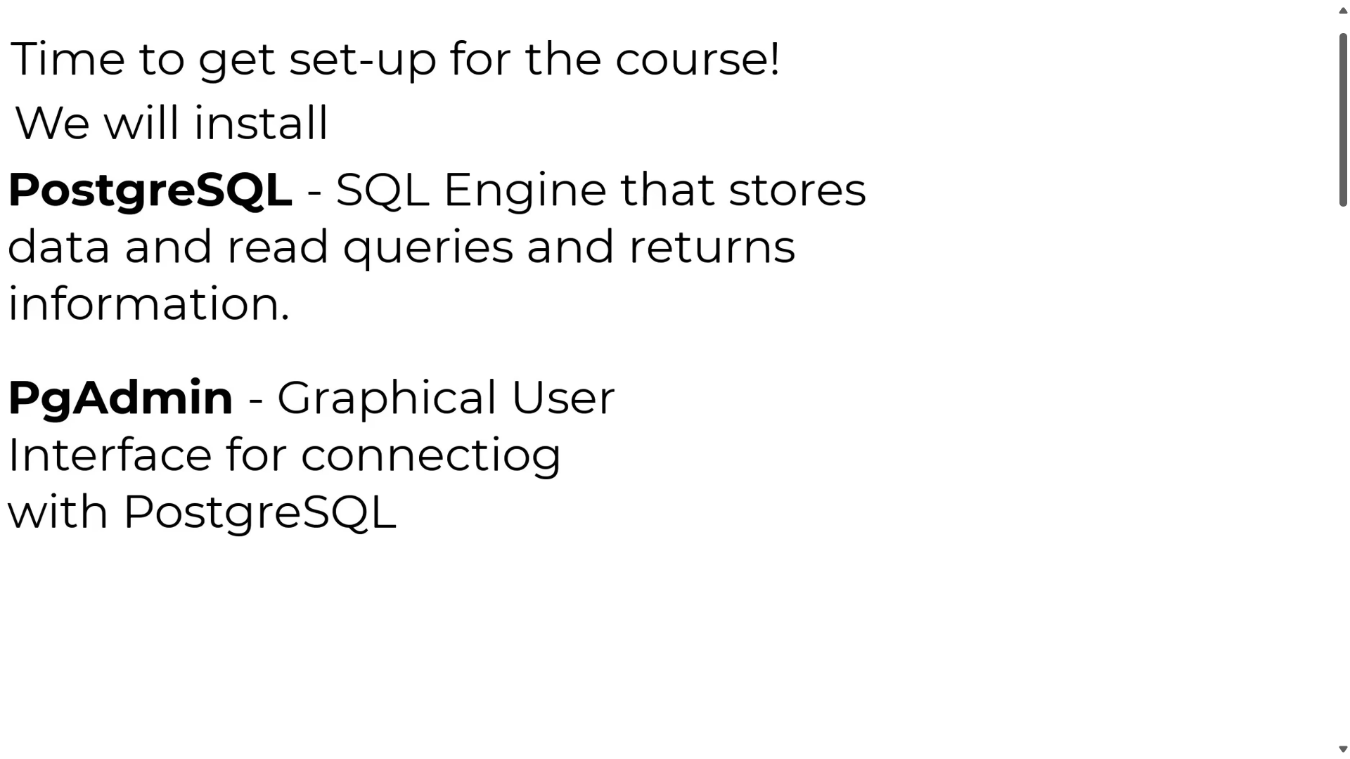 Time to get set-up for the course!
We will install
PostgreSQL - SQL Engine that stores
data and read queries and returns
information.
PgAdmin - Graphical User
Interface for connectiog
with PostgreSQL